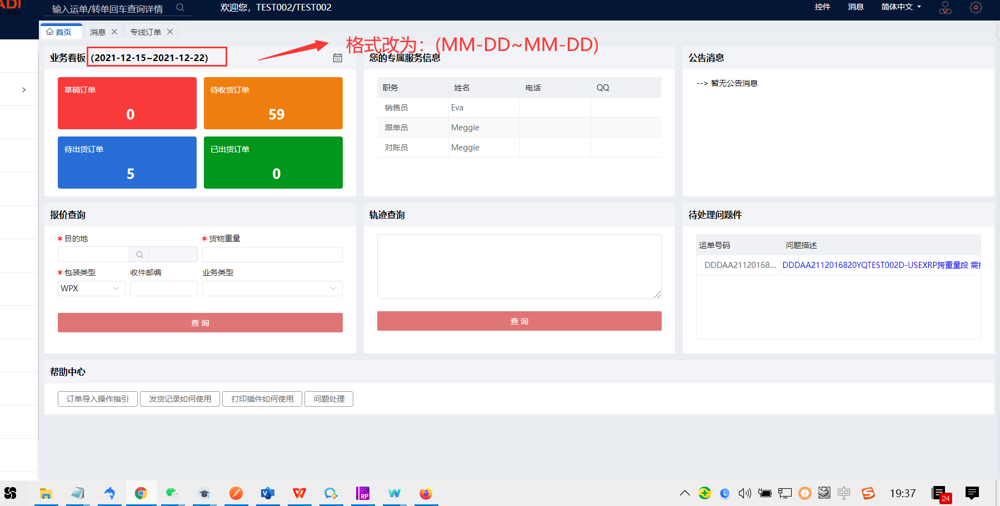 ADI
TECH
输入运单/转单回车查询详情
欢迎您，TEST002/TEST002
控件
消息
简体中文
首页
消息
专线订单
格式改为：(MM-DD~MM-DD)
业务看板 (2021-12-15~2021-12-22)
草稿订单
0
待收货订单
59
待出货订单
5
已出货订单
0
您的专属服务信息
职务 姓名 电话 QQ
销售员 Eva
跟单员 Meggie
对账员 Meggie
公告消息
--> 暂无公告消息
报价查询
* 目的地
* 货物重量
* 包装类型
收件邮编
业务类型
WPX
查 询
轨迹查询
查 询
待处理问题件
运单号码 问题描述
DDDAA21120168... DDDAA2112016820YQTEST002D-USEXRP跨重量段 需
帮助中心
订单导入操作指引
发货记录如何使用
打印插件如何使用
问题处理
RP
中
19:37
24